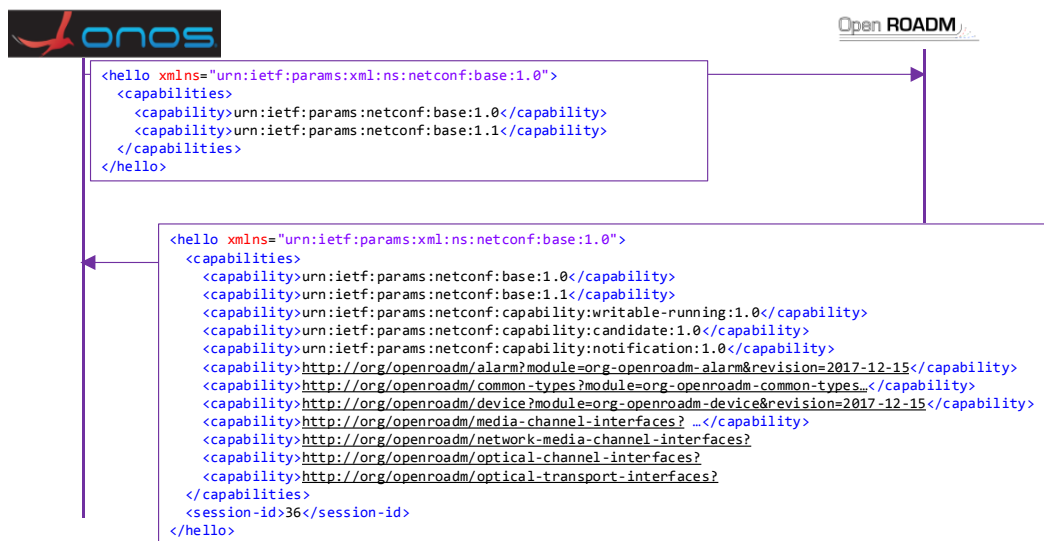 onos
Open ROADM
<hello xmlns="urn:ietf:params:xml:ns:netconf:base:1.0">
<capabilities>
<capability>urn:ietf:params:netconf:base:1.0</capability>
<capability>urn:ietf:params:netconf:base:1.1</capability>
</capabilities>
</hello>
<hello xmlns="urn:ietf:params:xml:ns:netconf:base:1.0">
<capabilities>
<capability>urn:ietf:params:netconf:base:1.0</capability>
<capability>urn:ietf:params:netconf:base:1.1</capability>
<capability>urn:ietf:params:netconf:capability:writable-running:1.0</capability>
<capability>urn:ietf:params:netconf:capability:candidate:1.0</capability>
<capability>urn:ietf:params:netconf:capability:notification:1.0</capability>
<capability>http://org/openroadm/alarm?module=org-openroadm-alarm&revision=2017-12-15</capability>
<capability>http://org/openroadm/common-types?module=org-openroadm-common-types…</capability>
<capability>http://org/openroadm/device?module=org-openroadm-device&revision=2017-12-15</capability>
<capability>http://org/openroadm/media-channel-interfaces? …</capability>
<capability>http://org/openroadm/network-media-channel-interfaces?
<capability>http://org/openroadm/optical-channel-interfaces?
<capability>http://org/openroadm/optical-transport-interfaces?
</capabilities>
<session-id>36</session-id>
</hello>